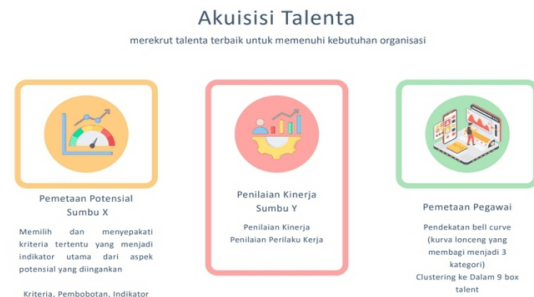 Akuisisi Talenta
merekrut talenta terbaik untuk memenuhi kebutuhan organisasi
Pemetaan Potensial
Sumbu X
Memilih dan menyepakati
kriteria tertentu yang menjadi
indikator utama dari aspek
potensial yang diingankan
Kriteria, Pembobotan, Indikator
Penilaian Kinerja
Sumbu Y
Penilaian Kinerja
Penilaian Perilaku Kerja
Pemetaan Pegawai
Pendekatan bell curve
(kurva lonceng yang
membagi menjadi 3
kategori)
Clustering ke Dalam 9 box
talent